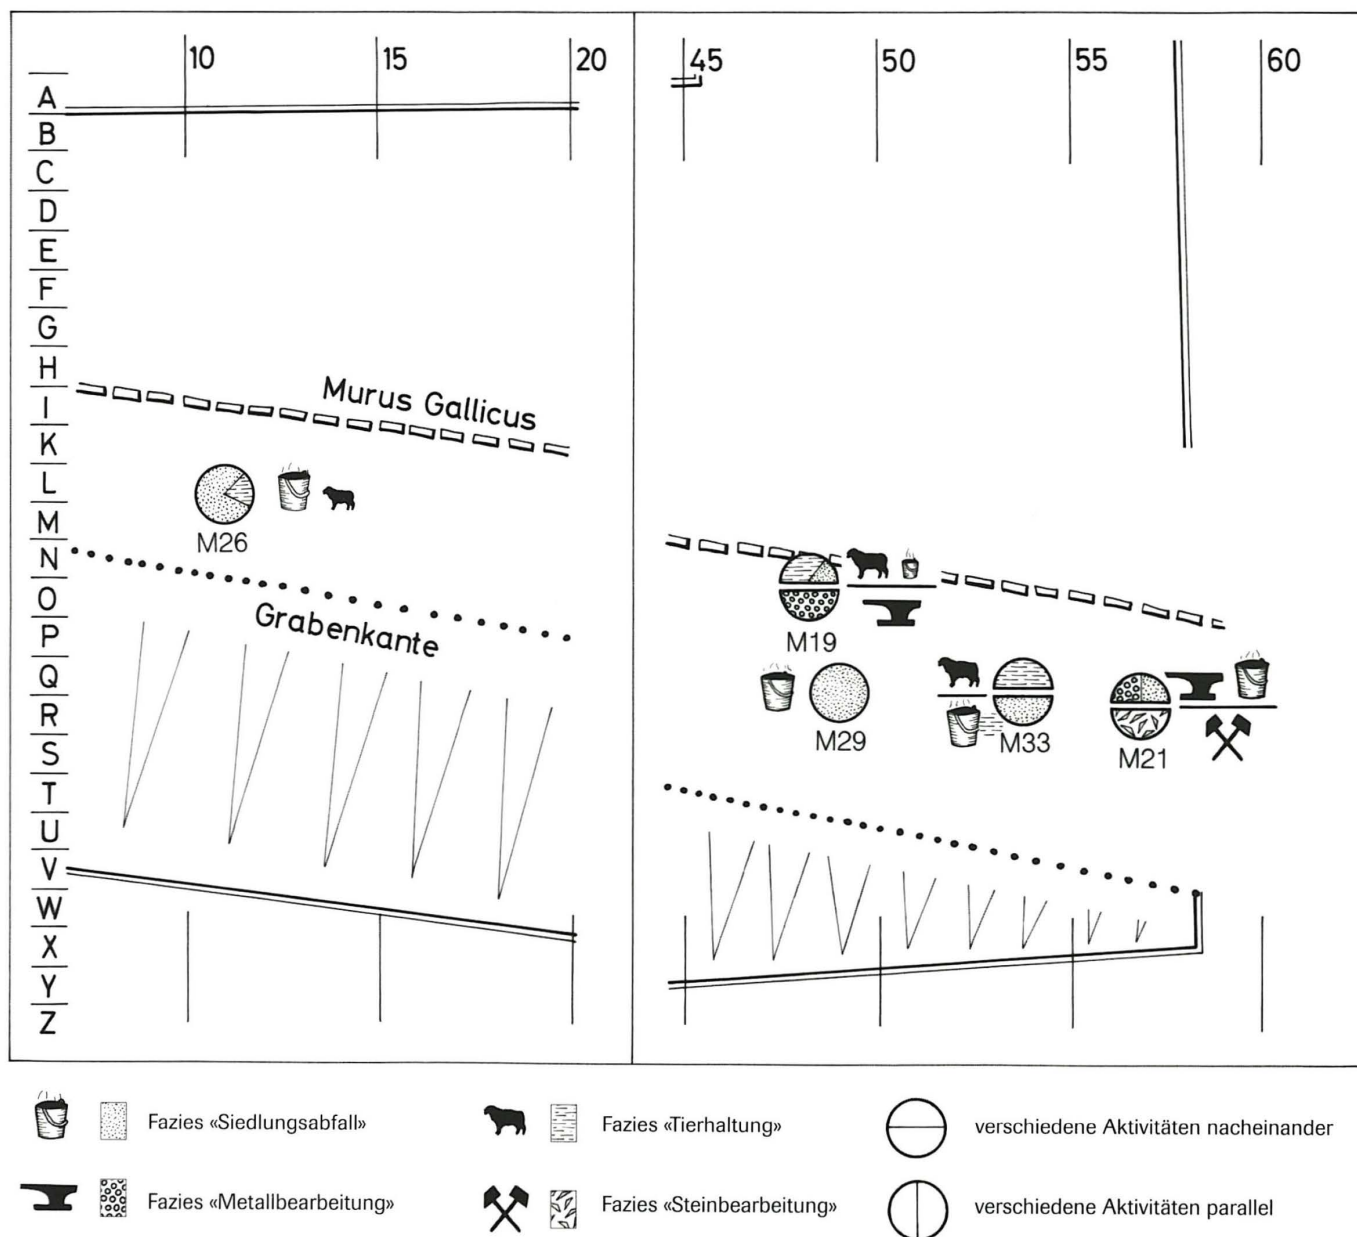 10 15 20 45 50 55 60
A
B
C
D
E
F
G
H
I
K
L
M
N
O
P
Q
R
S
T
U
V
W
X
Y
Z
Murus Gallicus
M26
Grabenkante
M19
M29
M33
M21
Fazies «Siedlungsabfall»
Fazies «Tierhaltung»
verschiedene Aktivitäten nacheinander
Fazies «Metallbearbeitung»
Fazies «Steinbearbeitung»
verschiedene Aktivitäten parallel